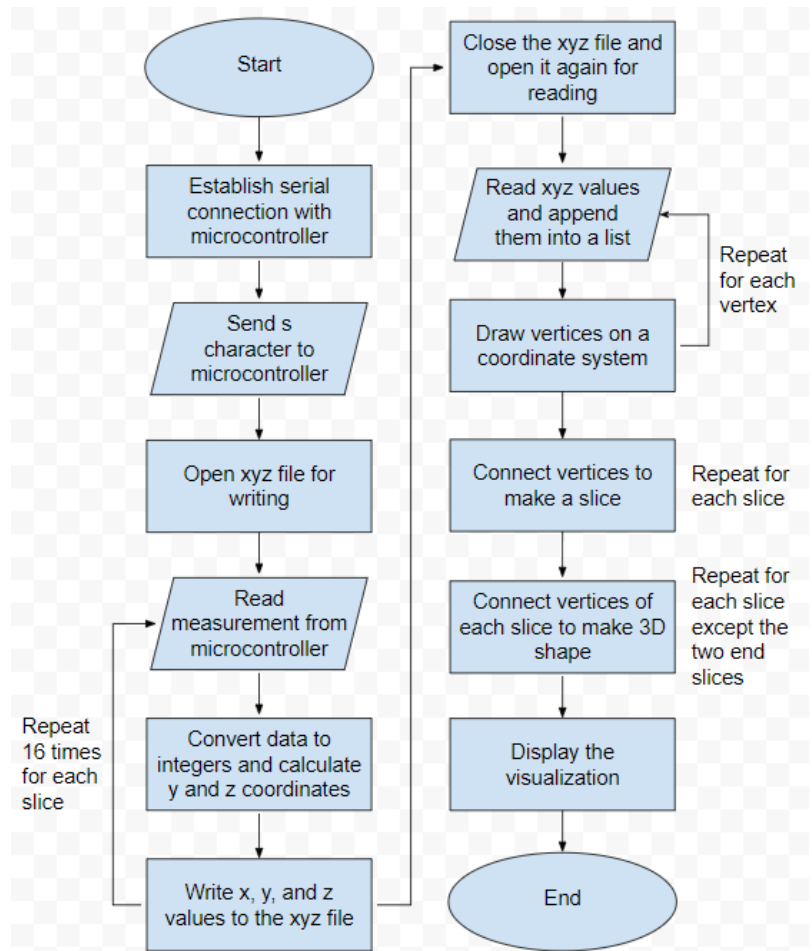 Start
Establish serial
connection with
microcontroller
Send s
character to
microcontroller
Open xyz file for
writing
Read
measurement from
microcontroller
Repeat
16 times
for each
slice
Convert data to
integers and calculate
y and z coordinates
Write x, y, and z
values to the xyz file
Close the xyz file and
open it again for
reading
Read xyz values
and append
them into a list
Repeat
for each
vertex
Draw vertices on a
coordinate system
Connect vertices to
make a slice
Repeat for
each slice
Connect vertices of
each slice to make 3D
shape
Repeat for
each slice
except the
two end
slices
Display the
visualization
End